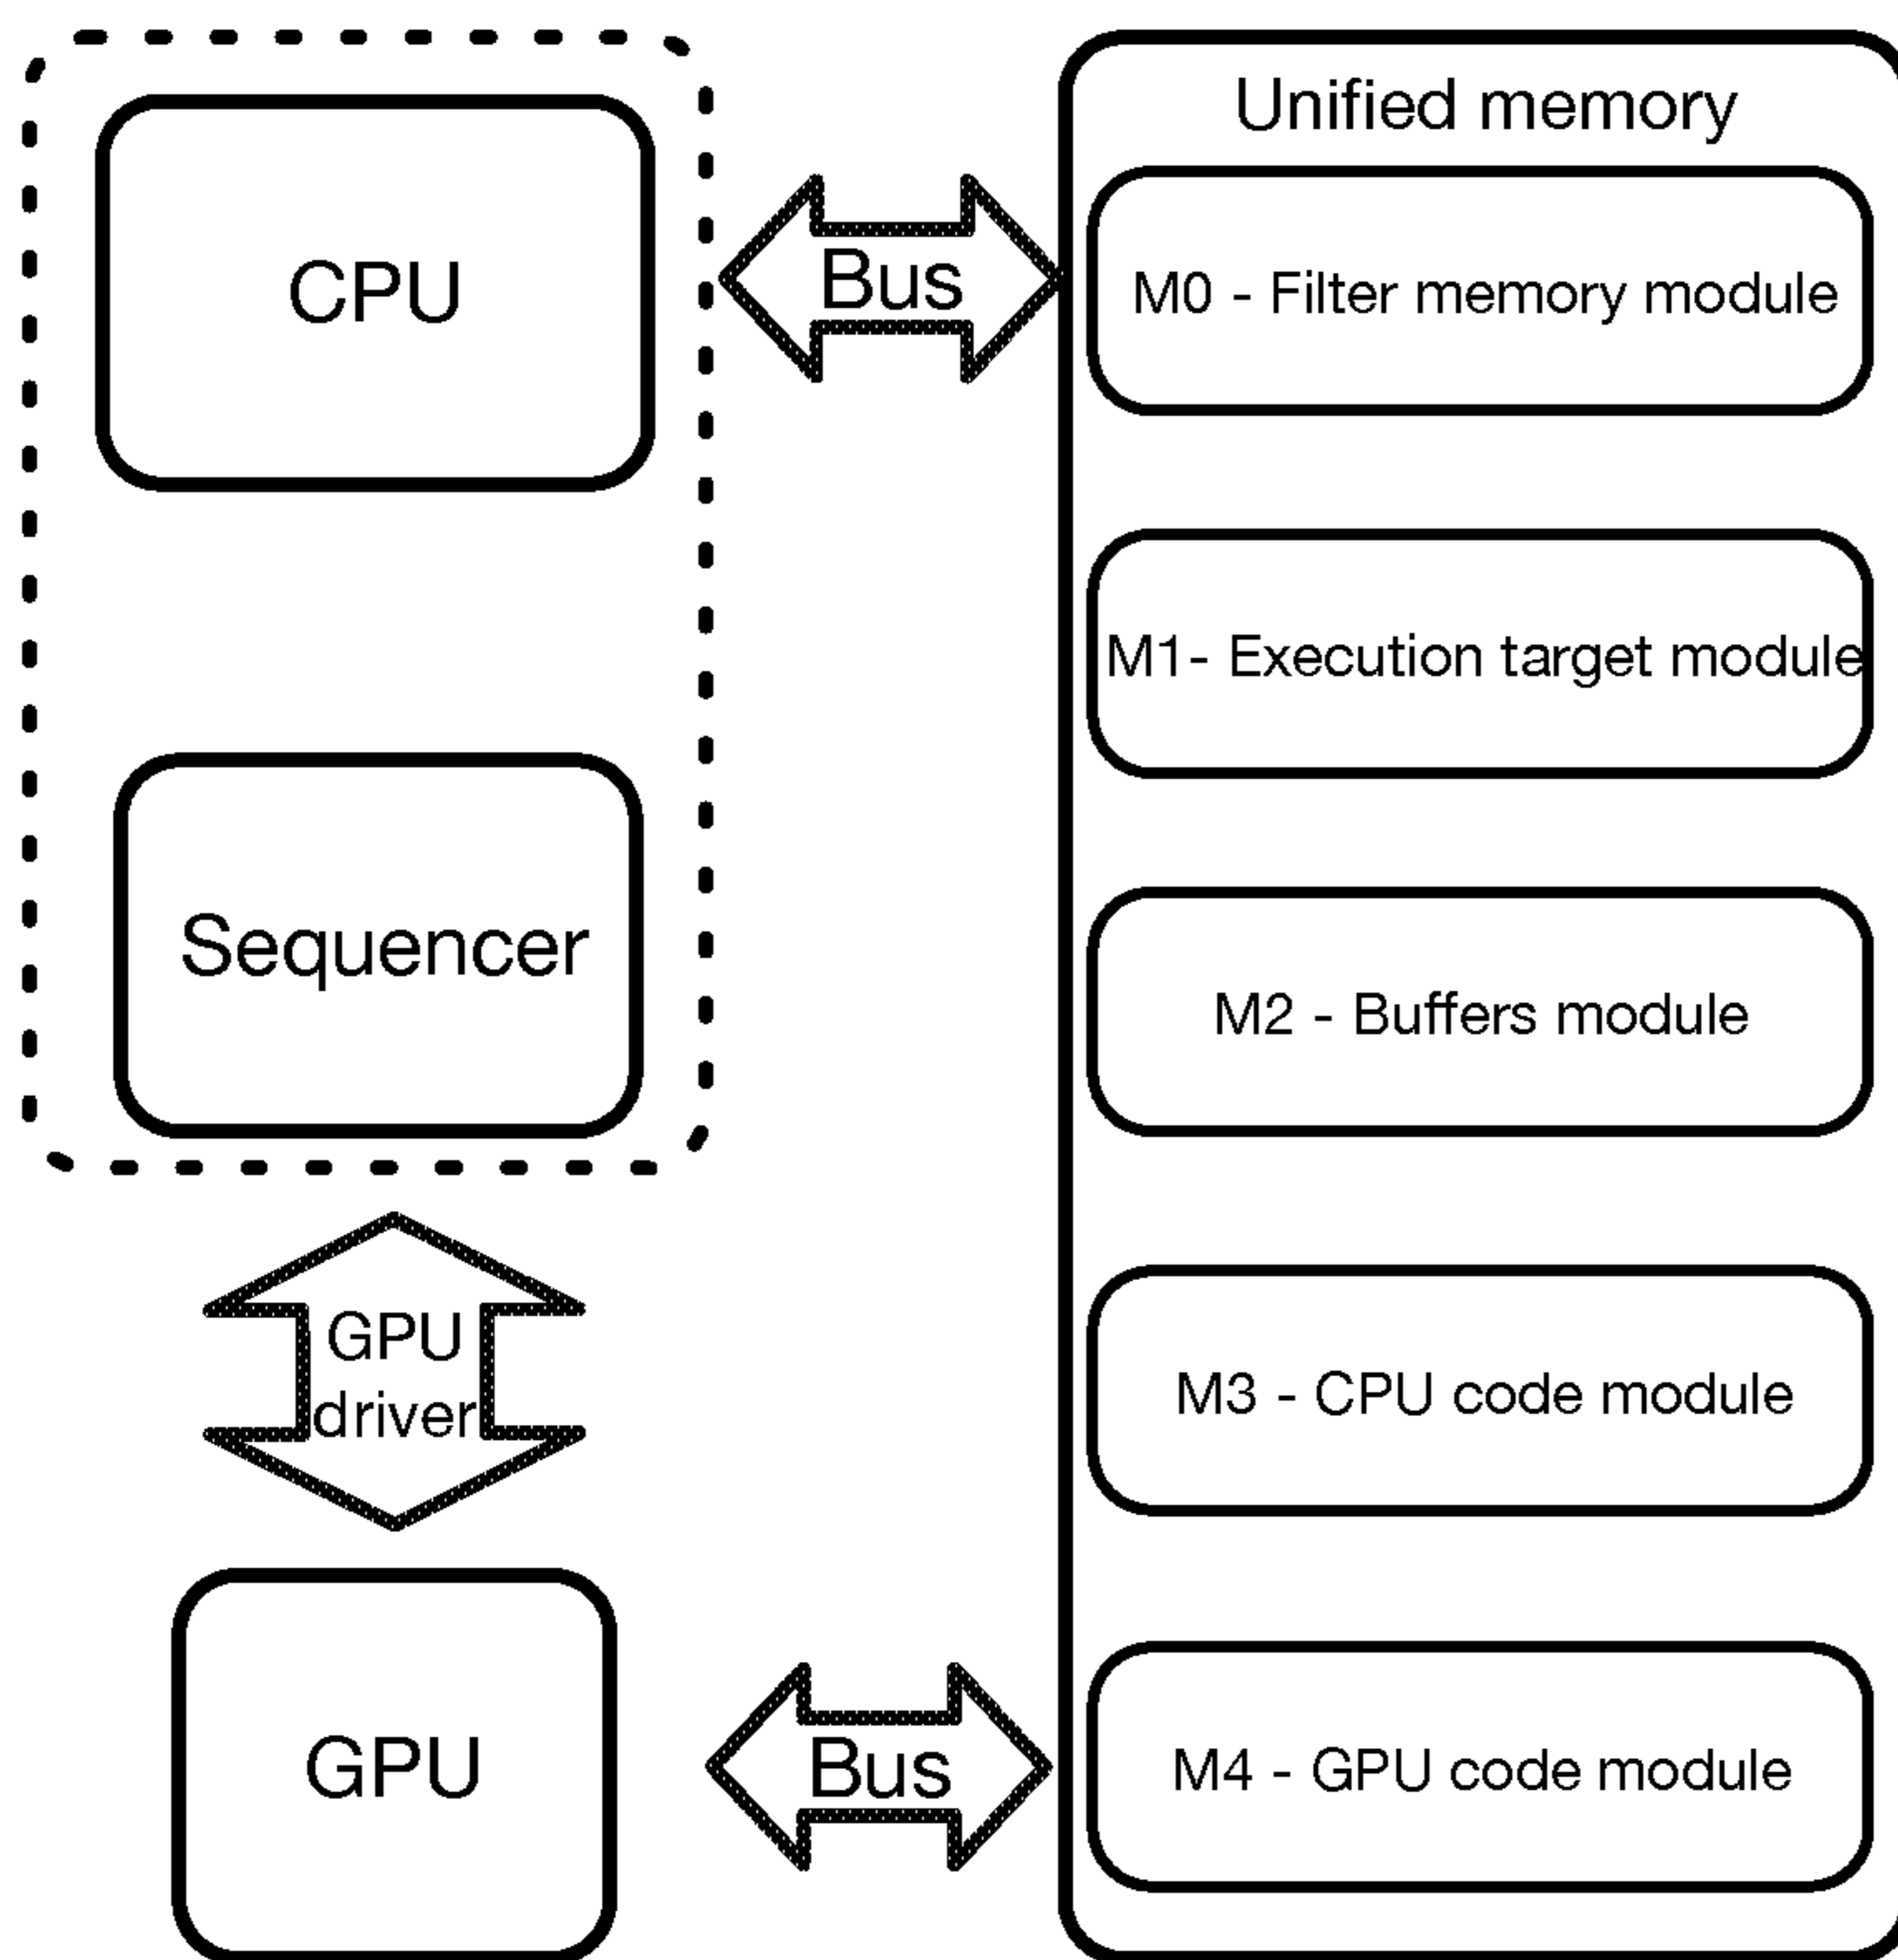 CPU
Bus
Unified memory
M0 - Filter memory module
M1- Execution target module
Sequencer
M2 - Buffers module
GPU
driver
M3 - CPU code module
GPU
Bus
M4 - GPU code module